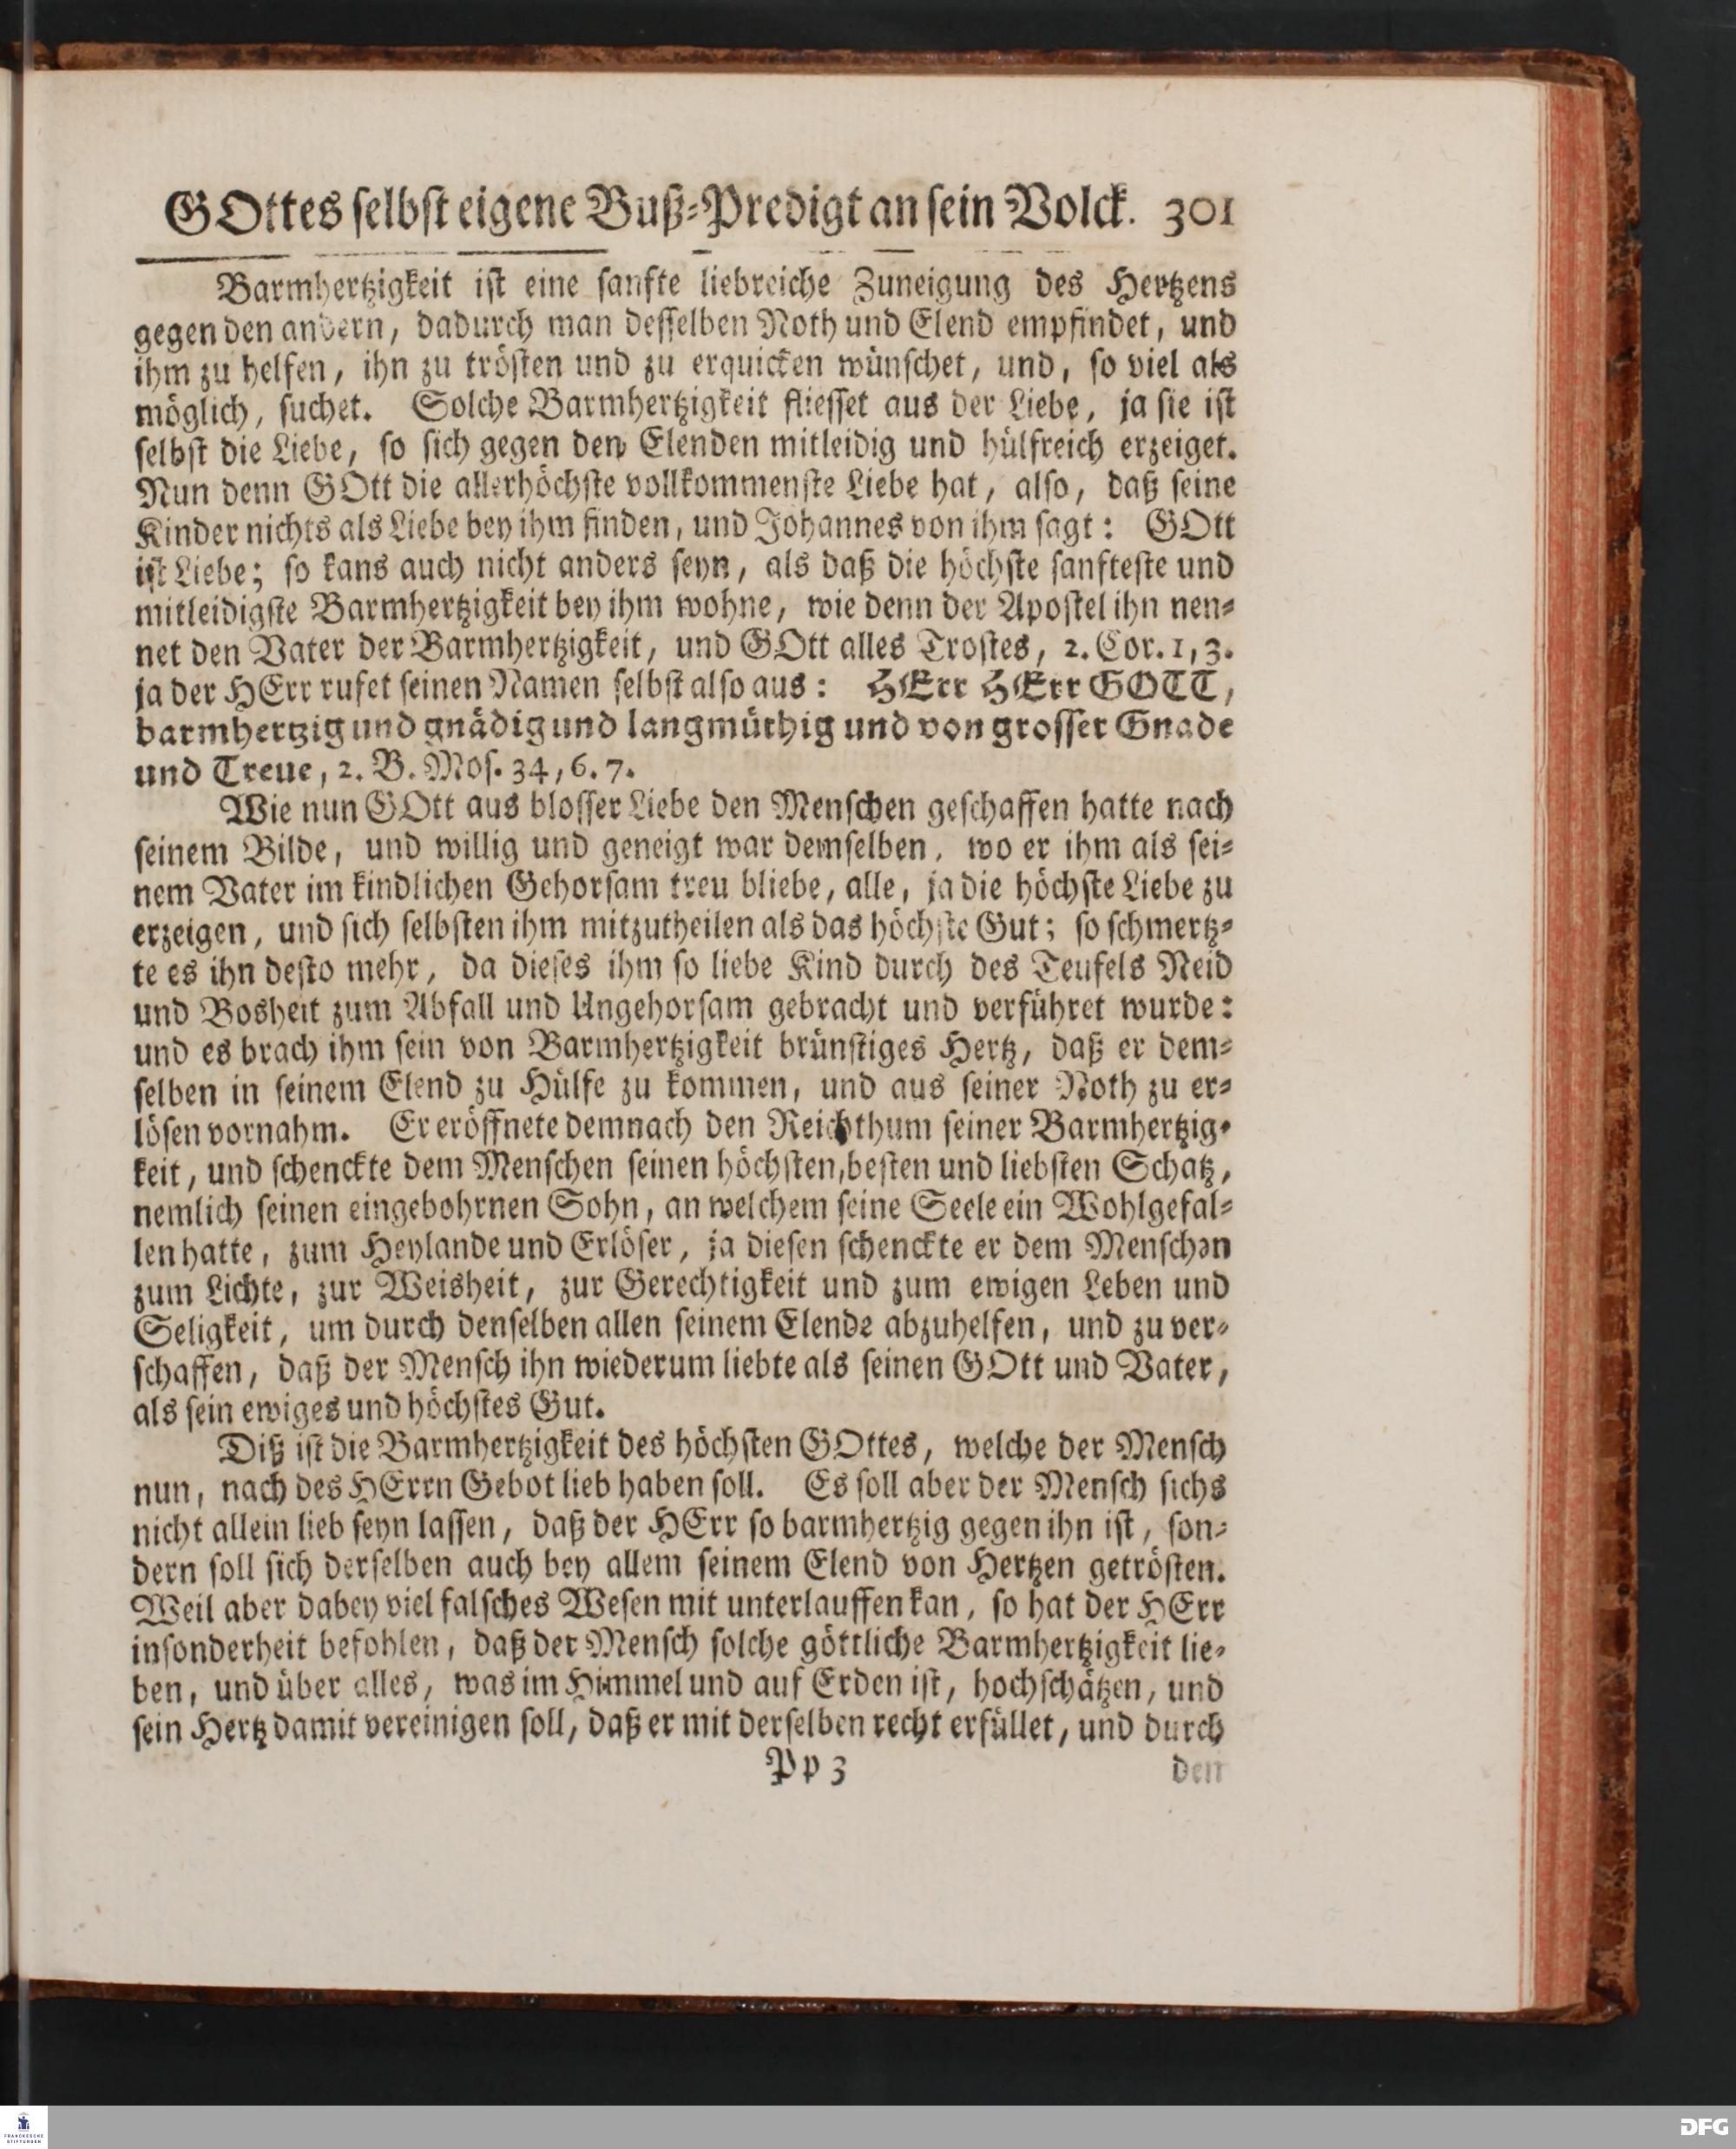 GOttes selbst eigene Buß-Predigt an sein Volck. 301
Barmhertzigkeit ist eine sanfte liebreiche Zuneigung des Hertzens
gegen den andern, dadurch man desselben Noth und Elend empfindet, und
ihm zu helfen, ihn zu trösten und zu erquicken wünschet, und, so viel als
möglich, suchet. Solche Barmhertzigkeit fliesset aus der Liebe, ja sie ist
selbst die Liebe, so sich gegen den Elenden mitleidig und hülfreich erzeiget.
Nun denn GOtt die allerhöchste vollkommenste Liebe hat, also, daß seine
Kinder nichts als Liebe bey ihm finden, und Johannes von ihm sagt: GOtt
ist Liebe; so kans auch nicht anders seyn, als daß die höchste sanfteste und
mitleidigste Barmhertzigkeit bey ihm wohne, wie denn der Apostel ihn nen-
net den Vater der Barmhertzigkeit, und GOtt alles Trostes, 2. Cor. 1, 3.
ja der HErr rufet seinen Namen selbst also aus: HErr HErr GOTT,
barmhertzig und gnädig und langmüthig und von grosser Gnade
und Treue, 2. B. Mos. 34, 6. 7.
Wie nun GOtt aus blosser Liebe den Menschen geschaffen hatte nach
seinem Bilde, und willig und geneigt war demselben, wo er ihm als sei-
nem Vater im kindlichen Gehorsam treu bliebe, alle, ja die höchste Liebe zu
erzeigen, und sich selbsten ihm mitzutheilen als das höchste Gut; so schmertz-
te es ihn desto mehr, da dieses ihm so liebe Kind durch des Teufels Neid
und Bosheit zum Abfall und Ungehorsam gebracht und verführet wurde:
und es brach ihm sein von Barmhertzigkeit brünstiges Hertz, daß er dem-
selben in seinem Elend zu Hülfe zu kommen, und aus seiner Noth zu er-
lösen vornahm. Er eröffnete demnach den Reichthum seiner Barmhertzig-
keit, und schenckte dem Menschen seinen höchsten, besten und liebsten Schatz,
nemlich seinen eingebohrnen Sohn, an welchem seine Seele ein Wohlgefal-
len hatte, zum Heylande und Erlöser, ja diesen schenckte er dem Menschen
zum Lichte, zur Weisheit, zur Gerechtigkeit und zum ewigen Leben und
Seligkeit, um durch denselben allen seinem Elende abzuhelfen, und zu ver-
schaffen, daß der Mensch ihn wiederum liebte als seinen GOtt und Vater,
als sein ewiges und höchstes Gut.
Diß ist die Barmhertzigkeit des höchsten GOttes, welche der Mensch
nun, nach des HErrn Gebot lieb haben soll. Es soll aber der Mensch sichs
nicht allein lieb seyn lassen, daß der HErr so barmhertzig gegen ihn ist, son-
dern soll sich derselben auch bey allem seinem Elend von Hertzen getrösten.
Weil aber dabey viel falsches Wesen mit unterlauffen kan, so hat der HErr
insonderheit befohlen, daß der Mensch solche göttliche Barmhertzigkeit lie-
ben, und über alles, was im Himmel und auf Erden ist, hochschätzen, und
sein Hertz damit vereinigen soll, daß er mit derselben recht erfüllet, und durch
Pp 3 den
FRANCKESCHE
STIFTUNGEN
DFG